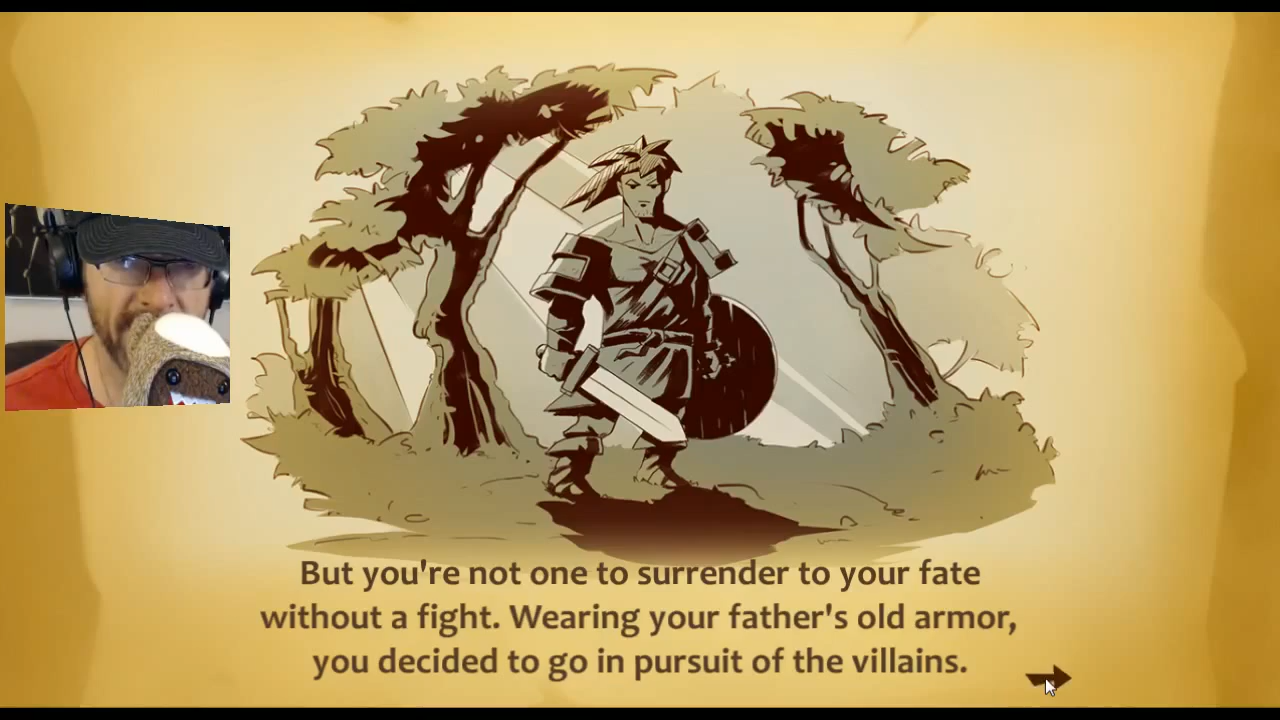 But you're not one to surrender to your fate
without a fight. Wearing your father's old armor,
you decided to go in pursuit of the villains.